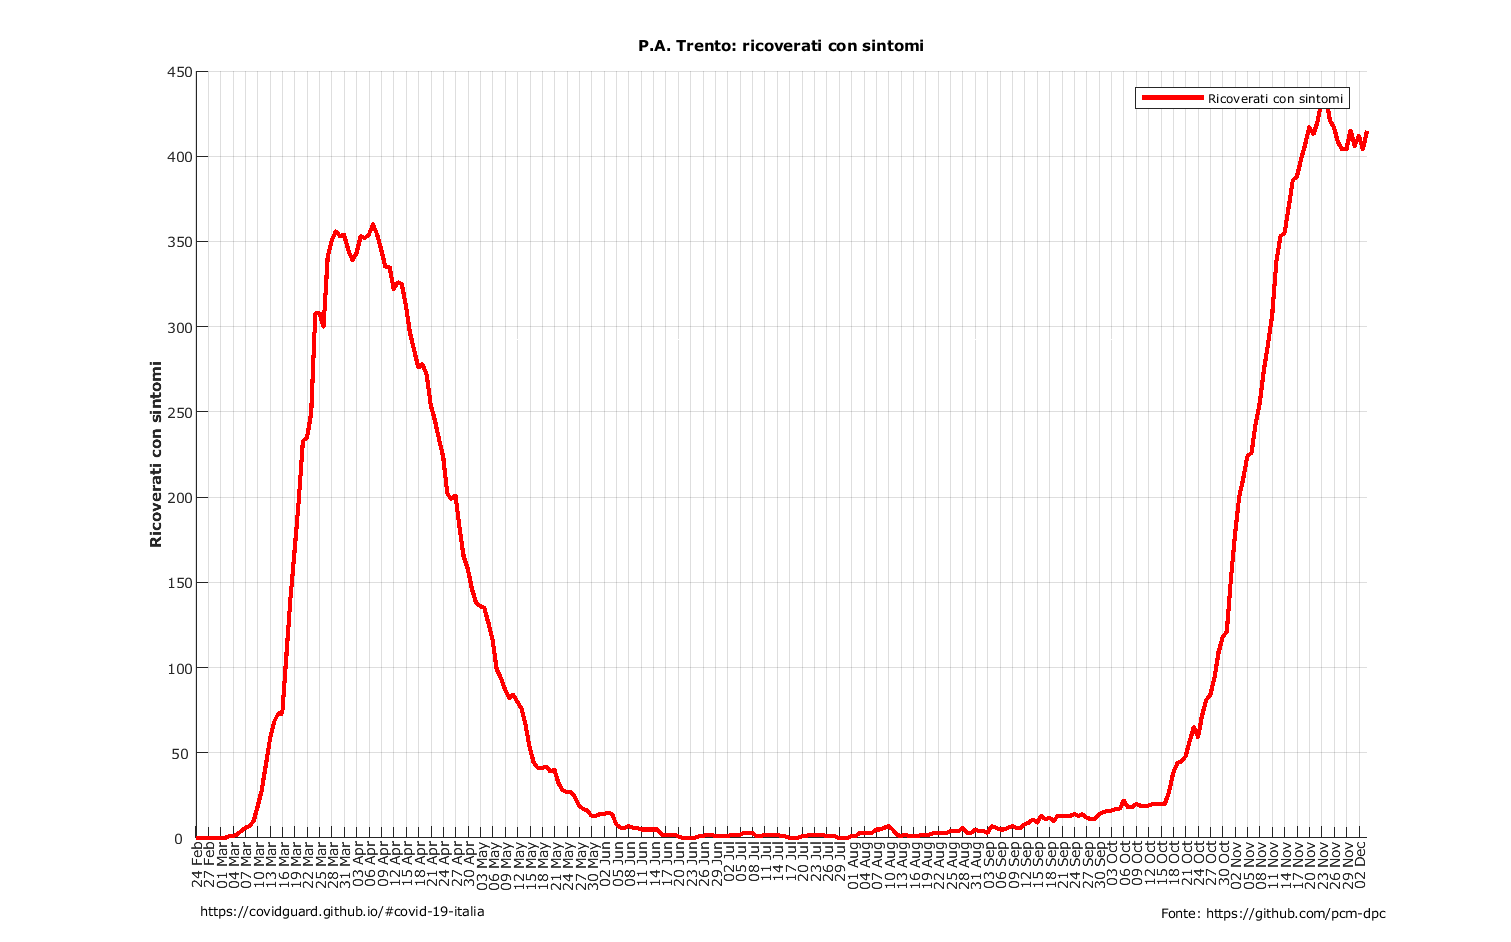 P.A. Trento: ricoverati con sintomi
Ricoverati con sintomi
Ricoverati con sintomi
450
400
350
300
250
200
150
100
50
0
24 Feb
27 Feb
01 Mar
04 Mar
07 Mar
10 Mar
13 Mar
16 Mar
19 Mar
22 Mar
25 Mar
28 Mar
31 Mar
03 Apr
06 Apr
09 Apr
12 Apr
15 Apr
18 Apr
21 Apr
24 Apr
27 Apr
30 Apr
03 May
06 May
09 May
12 May
15 May
18 May
21 May
24 May
27 May
30 May
02 Jun
05 Jun
08 Jun
11 Jun
14 Jun
17 Jun
20 Jun
23 Jun
26 Jun
29 Jun
02 Jul
05 Jul
08 Jul
11 Jul
14 Jul
17 Jul
20 Jul
23 Jul
26 Jul
29 Jul
01 Aug
04 Aug
07 Aug
10 Aug
13 Aug
16 Aug
19 Aug
22 Aug
25 Aug
28 Aug
31 Aug
03 Sep
06 Sep
09 Sep
12 Sep
15 Sep
18 Sep
21 Sep
24 Sep
27 Sep
30 Sep
03 Oct
06 Oct
09 Oct
12 Oct
15 Oct
18 Oct
21 Oct
24 Oct
27 Oct
30 Oct
02 Nov
05 Nov
08 Nov
11 Nov
14 Nov
17 Nov
20 Nov
23 Nov
26 Nov
29 Nov
02 Dec
https://covidguard.github.io/#covid-19-italia
Fonte: https://github.com/pcm-dpc